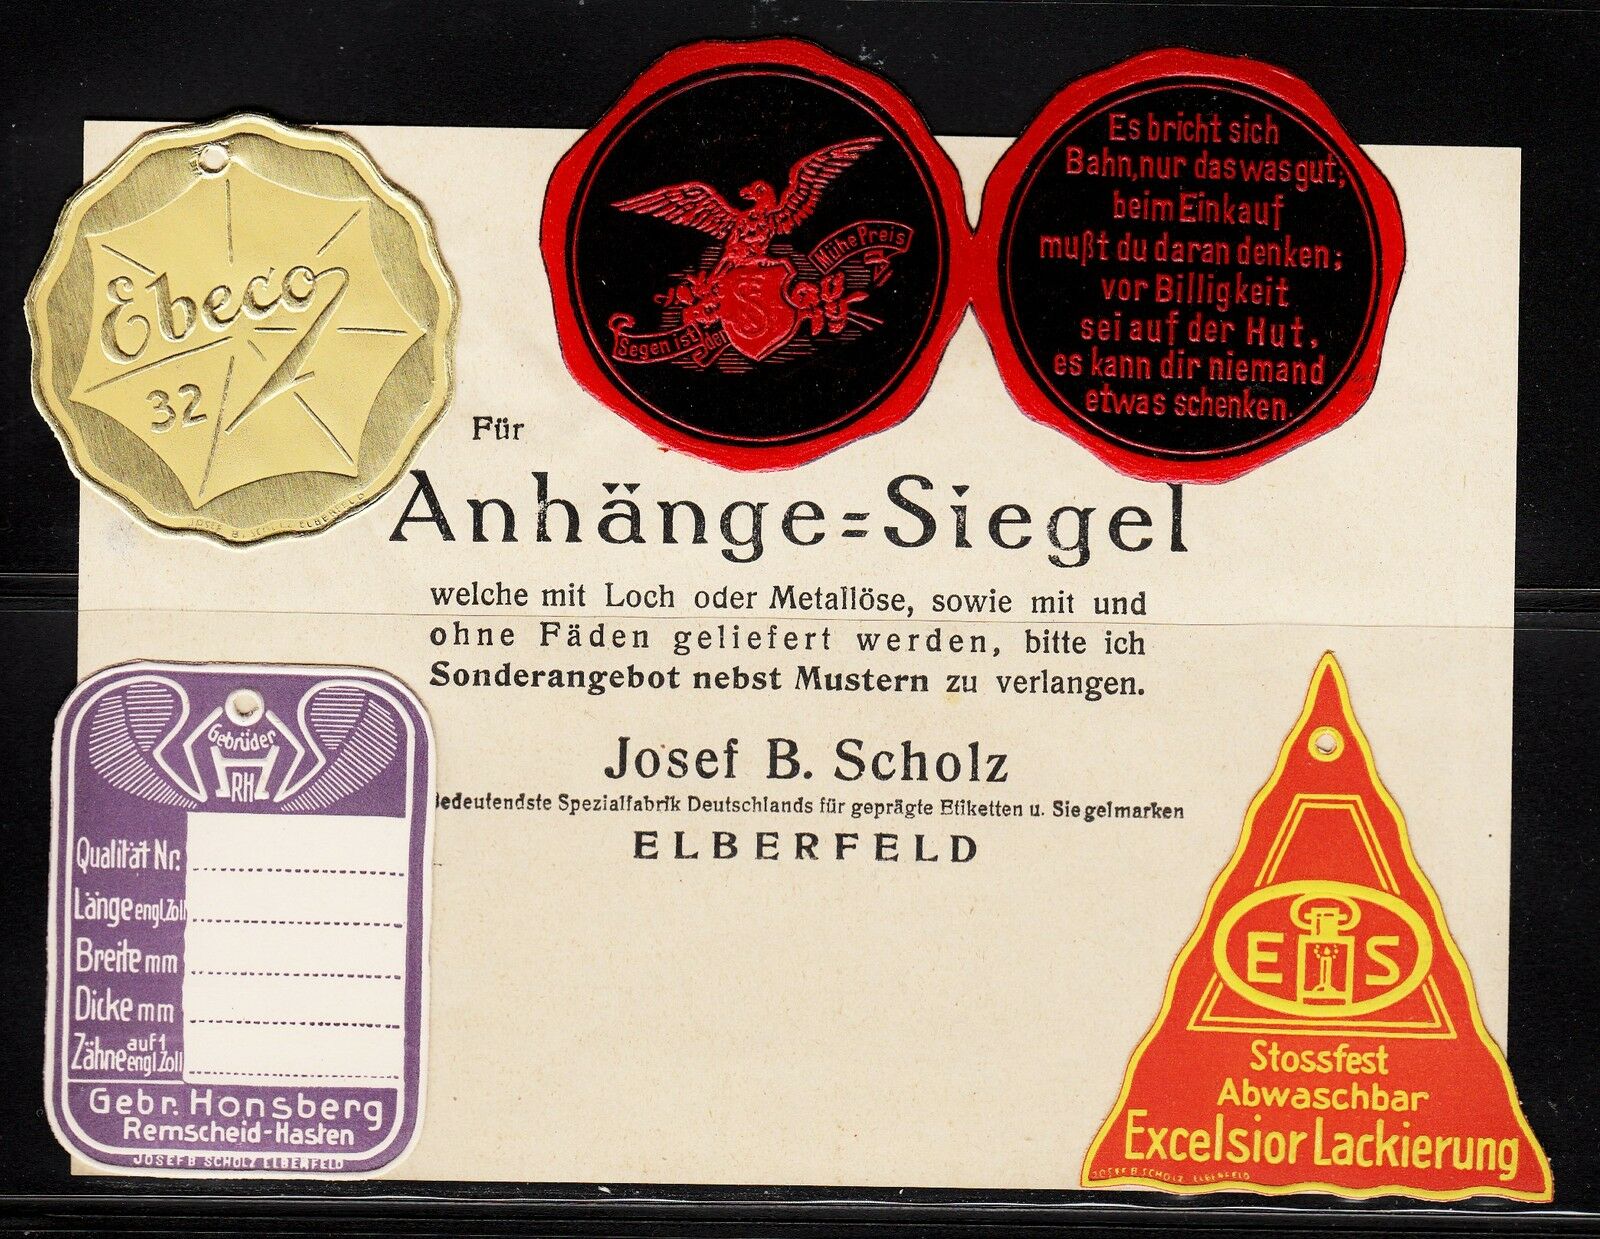 Ebeco
32
JOSEF B. SCHOLZ ELBERFELD
Segen ist der Mühe Preis
Es bricht sich
Bahn, nur das was gut;
beim Einkauf
mußt du daran denken;
vor Billigkeit
sei auf der Hut,
es kann dir niemand
etwas schenken.
Für
Anhänge=Siegel
welche mit Loch oder Metallöse, sowie mit und
ohne Fäden geliefert werden, bitte ich
Sonderangebot nebst Mustern zu verlangen.
Josef B. Scholz
Bedeutendste Spezialfabrik Deutschlands für geprägte Etiketten u. Siegelmarken
ELBERFELD
Gebrüder
RH
Qualität Nr.
Länge engl. Zoll
Breite mm
Dicke mm
Zähne auf 1 engl. Zoll
Gebr. Honsberg
Remscheid-Hasten
JOSEF B SCHOLZ ELBERFELD
E S
Stossfest
Abwaschbar
Excelsior Lackierung
JOSEF B. SCHOLZ ELBERFELD